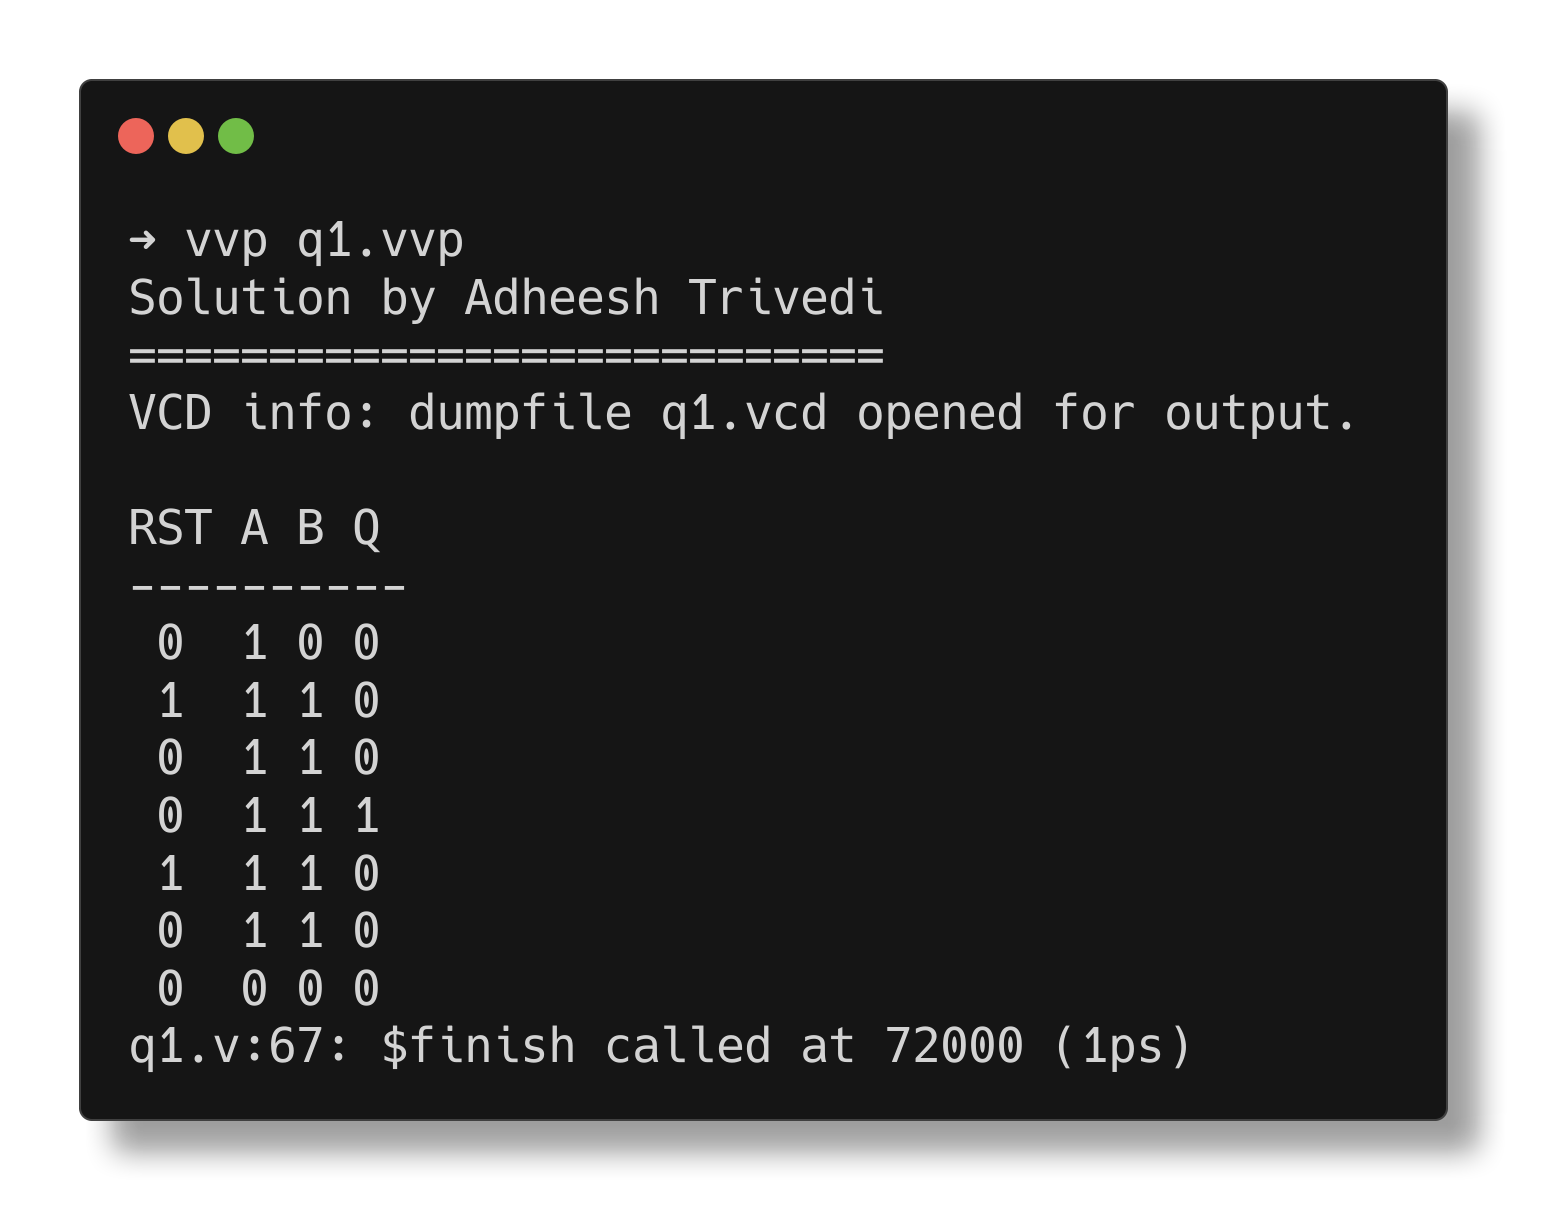 ➜ vvp q1.vvp
Solution by Adheesh Trivedi
===========================
VCD info: dumpfile q1.vcd opened for output.

RST A B Q
----------
 0  1 0 0
 1  1 1 0
 0  1 1 0
 0  1 1 1
 1  1 1 0
 0  1 1 0
 0  0 0 0
q1.v:67: $finish called at 72000 (1ps)